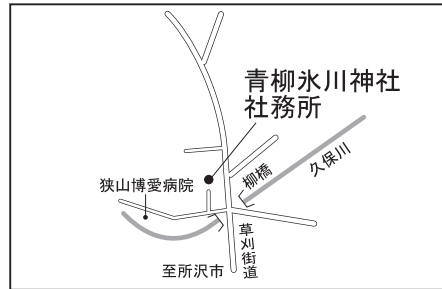 青柳氷川神社
社務所
久保川
柳橋
狭山博愛病院
草刈街道
至所沢市